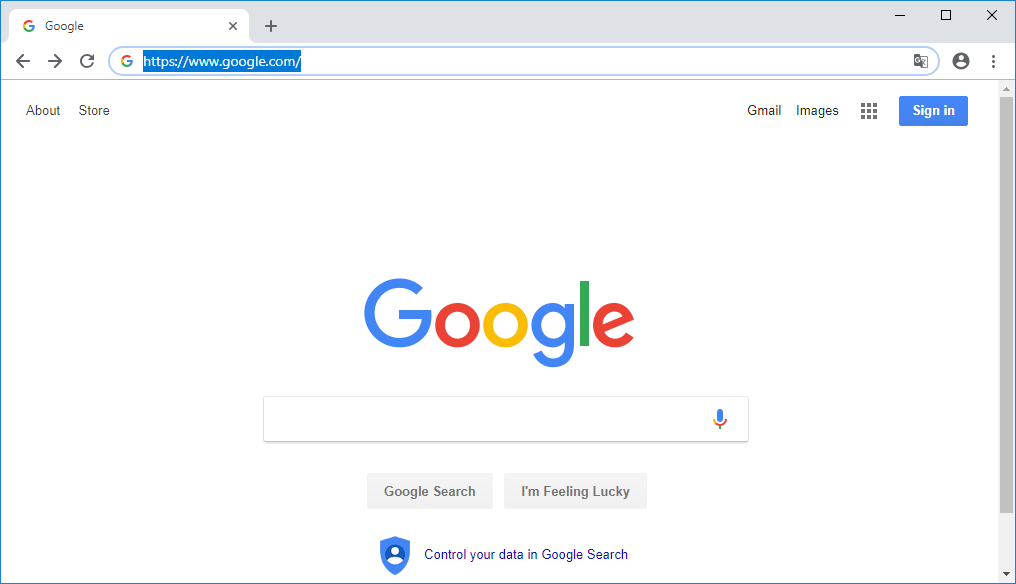 Google
https://www.google.com/
About Store Gmail Images Sign in
Google
Google Search I'm Feeling Lucky
Control your data in Google Search